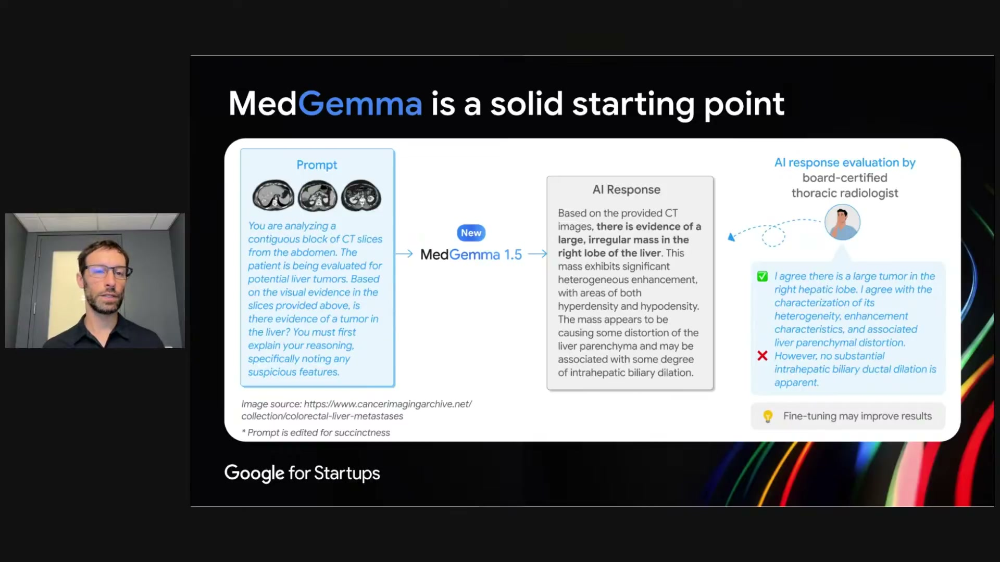 MedGemma is a solid starting point
Prompt
You are analyzing a
contiguous block of CT slices
from the abdomen. The
patient is being evaluated for
potential liver tumors. Based
on the visual evidence in the
slices provided above, is
there evidence of a tumor in
the liver? You must first
explain your reasoning,
specifically noting any
suspicious features.
Image source: https://www.cancerimagingarchive.net/
collection/colorectal-liver-metastases
* Prompt is edited for succinctness
New
MedGemma 1.5
AI Response
Based on the provided CT
images, there is evidence of a
large, irregular mass in the
right lobe of the liver. This
mass exhibits significant
heterogeneous enhancement,
with areas of both
hyperdensity and hypodensity.
The mass appears to be
causing some distortion of the
liver parenchyma and may be
associated with some degree
of intrahepatic biliary dilation.
AI response evaluation by
board-certified
thoracic radiologist
I agree there is a large tumor in the
right hepatic lobe. I agree with the
characterization of its
heterogeneity, enhancement
characteristics, and associated
liver parenchymal distortion.
However, no substantial
intrahepatic biliary ductal dilation is
apparent.
Fine-tuning may improve results
Google for Startups